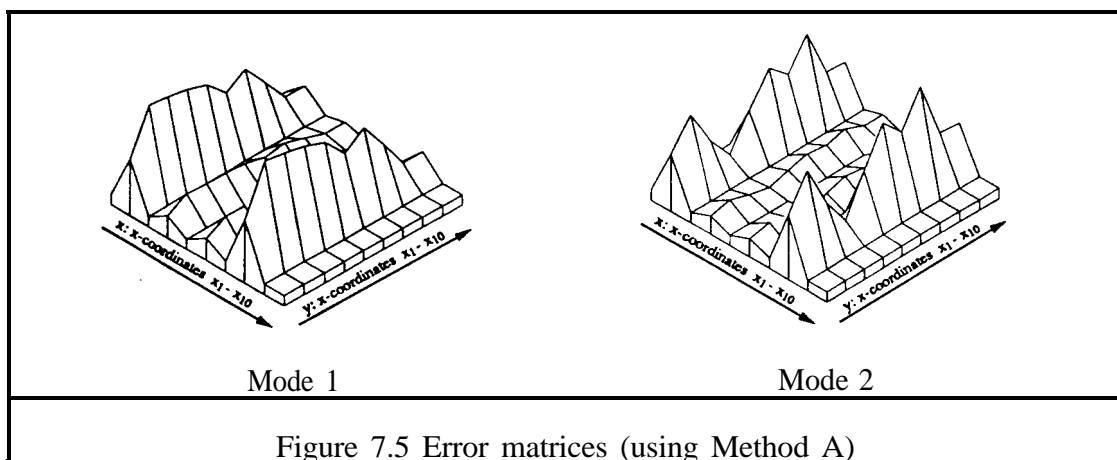 x: x-coordinates x₁ - x₁₀
y: x-coordinates x₁ - x₁₀
x: x-coordinates x₁ - x₁₀
y: x-coordinates x₁ - x₁₀
Mode 1
Mode 2
Figure 7.5 Error matrices (using Method A)